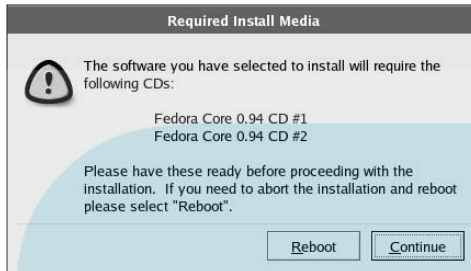 Required Install Media
The software you have selected to install will require the
following CDs:
Fedora Core 0.94 CD #1
Fedora Core 0.94 CD #2
Please have these ready before proceeding with the
installation. If you need to abort the installation and reboot
please select "Reboot".
Reboot
Continue